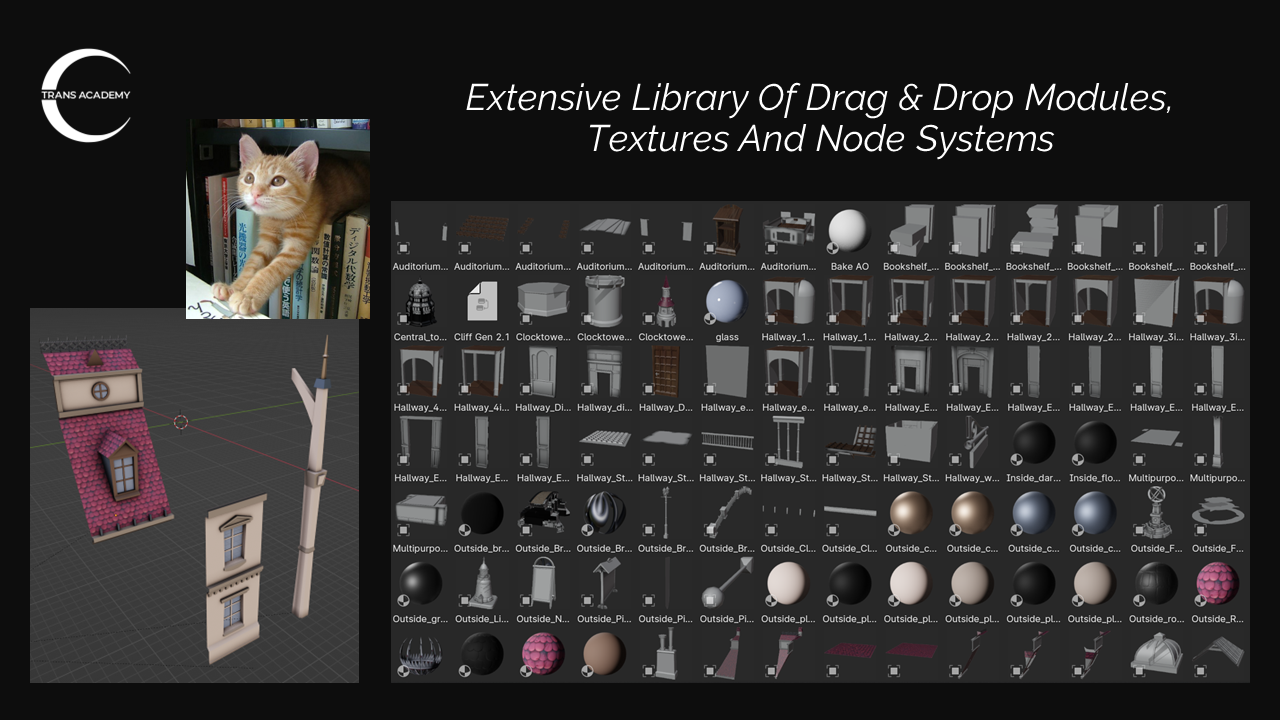 TRANS ACADEMY
Extensive Library Of Drag & Drop Modules,
Textures And Node Systems
ディジタル代数学
Auditorium... Auditorium... Auditorium... Auditorium... Auditorium... Auditorium... Auditorium... Bake AO Bookshelf_... Bookshelf_... Bookshelf_... Bookshelf_... Bookshelf_... Bookshelf_...
Central_to... Cliff Gen 2.1 Clocktowe... Clocktowe... Clocktowe... glass Hallway_1... Hallway_1... Hallway_2... Hallway_2... Hallway_2... Hallway_2... Hallway_3i... Hallway_3i...
Hallway_4... Hallway_4i... Hallway_Di... Hallway_di... Hallway_D... Hallway_e... Hallway_e... Hallway_e... Hallway_E... Hallway_E... Hallway_E... Hallway_E... Hallway_E... Hallway_E...
Hallway_E... Hallway_E... Hallway_E... Hallway_St... Hallway_St... Hallway_St... Hallway_St... Hallway_St... Hallway_St... Hallway_w... Inside_dar... Inside_flo... Multipurpo... Multipurpo...
Multipurpo... Outside_br... Outside_Br... Outside_Br... Outside_Br... Outside_Br... Outside_Cl... Outside_Cl... Outside_c... Outside_c... Outside_c... Outside_c... Outside_F... Outside_F...
Outside_gr... Outside_Li... Outside_N... Outside_Pi... Outside_Pi... Outside_Pi... Outside_pl... Outside_pl... Outside_pl... Outside_pl... Outside_pl... Outside_pl... Outside_ro... Outside_R...